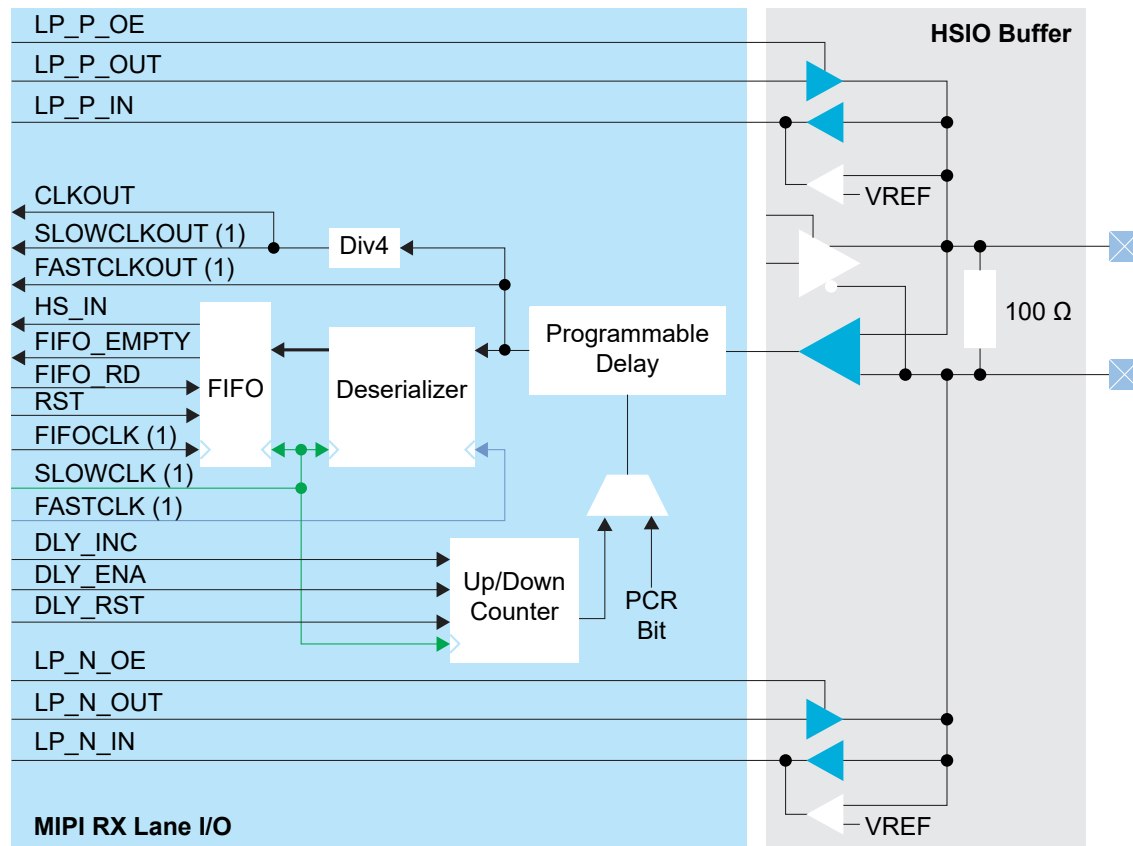 LP_P_OE
HSIO Buffer
LP_P_OUT
LP_P_IN
VREF
CLKOUT
SLOWCLKOUT (1)
Div4
FASTCLKOUT (1)
HS_IN
FIFO_EMPTY
FIFO_RD
RST
FIFOCLK (1)
SLOWCLK (1)
FASTCLK (1)
FIFO
Deserializer
Programmable
Delay
100 Ω
DLY_INC
DLY_ENA
DLY_RST
Up/Down
Counter
PCR
Bit
LP_N_OE
LP_N_OUT
LP_N_IN
VREF
MIPI RX Lane I/O